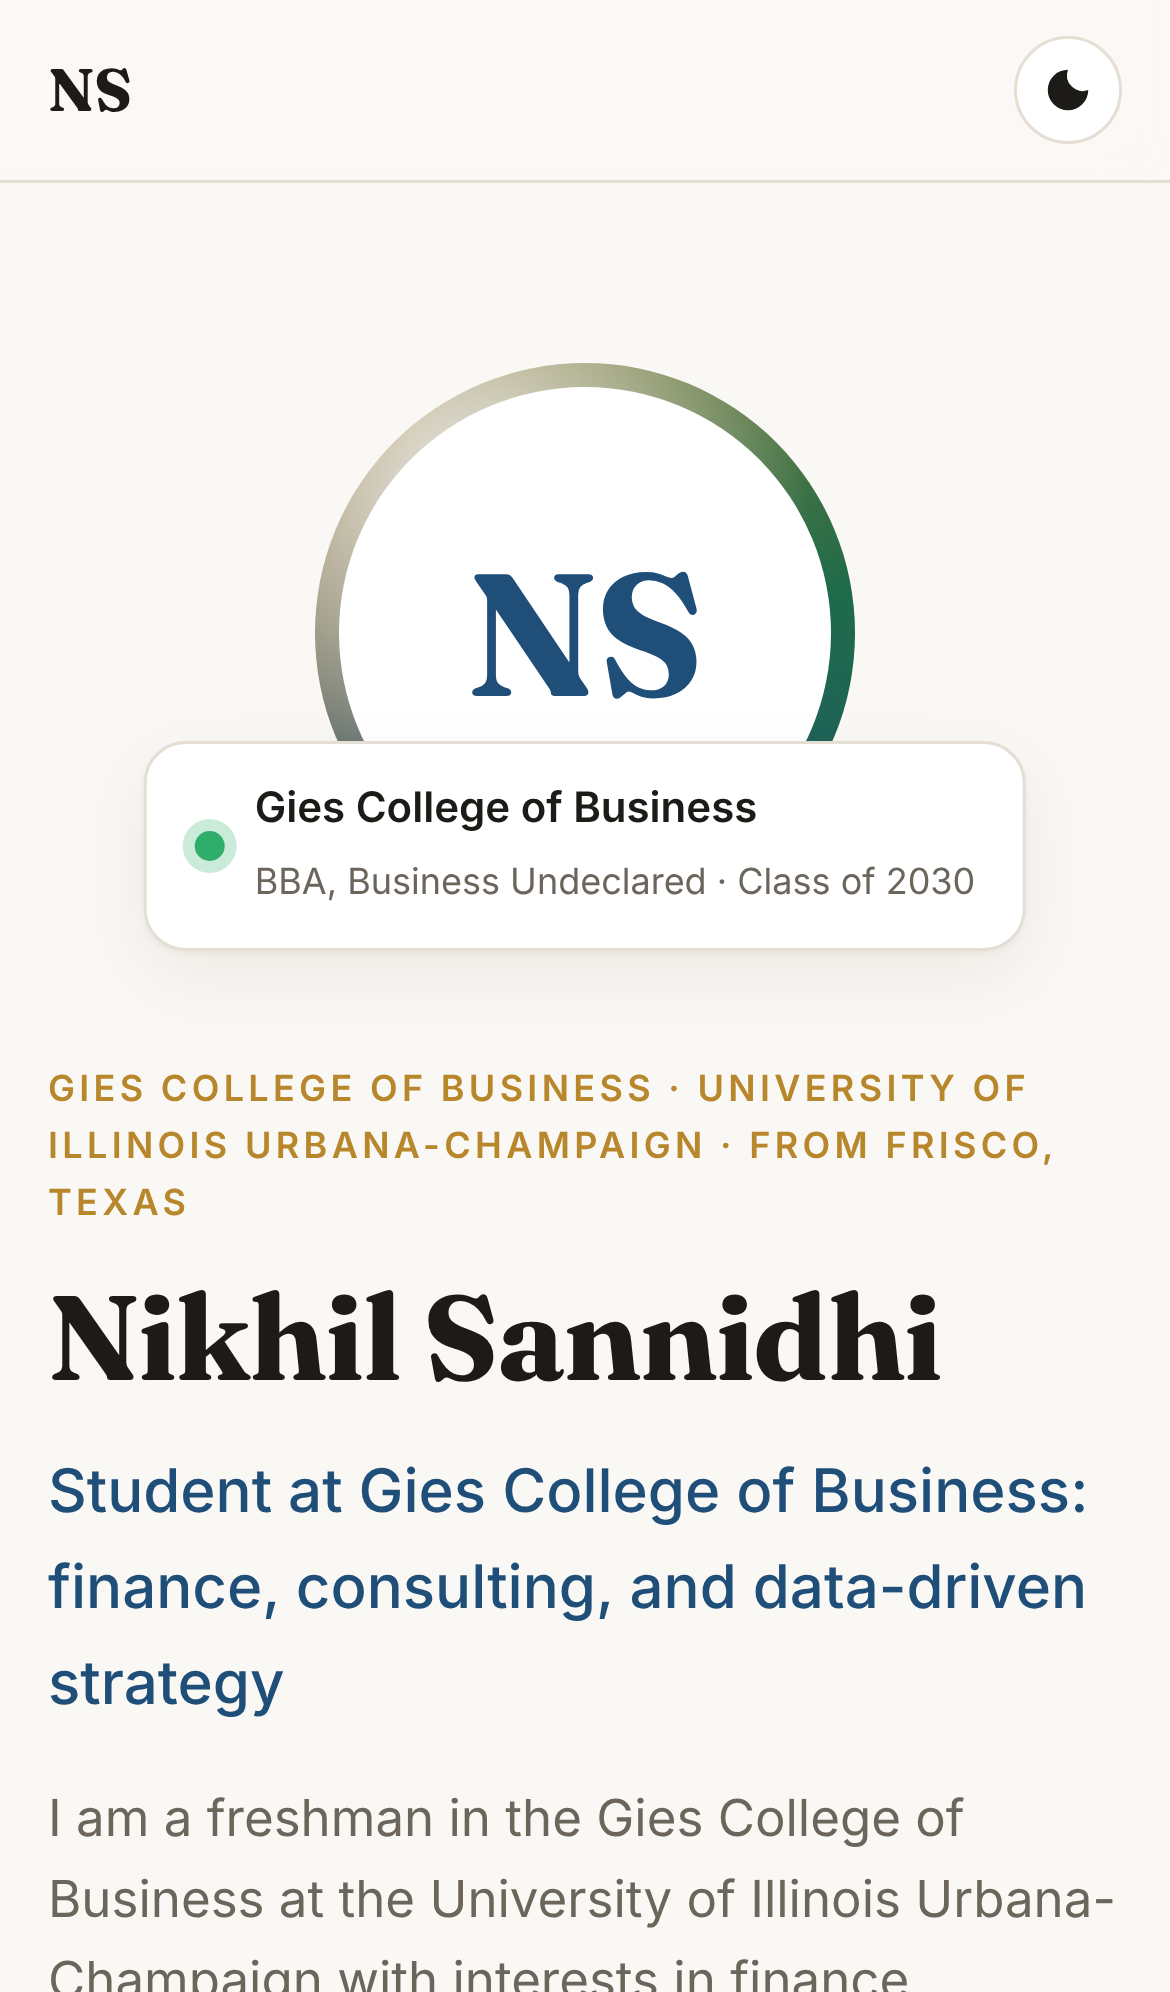 NS
NS
Gies College of Business
BBA, Business Undeclared · Class of 2030
GIES COLLEGE OF BUSINESS · UNIVERSITY OF
ILLINOIS URBANA-CHAMPAIGN · FROM FRISCO,
TEXAS
Nikhil Sannidhi
Student at Gies College of Business:
finance, consulting, and data-driven
strategy
I am a freshman in the Gies College of
Business at the University of Illinois Urbana-
Champaign with interests in finance